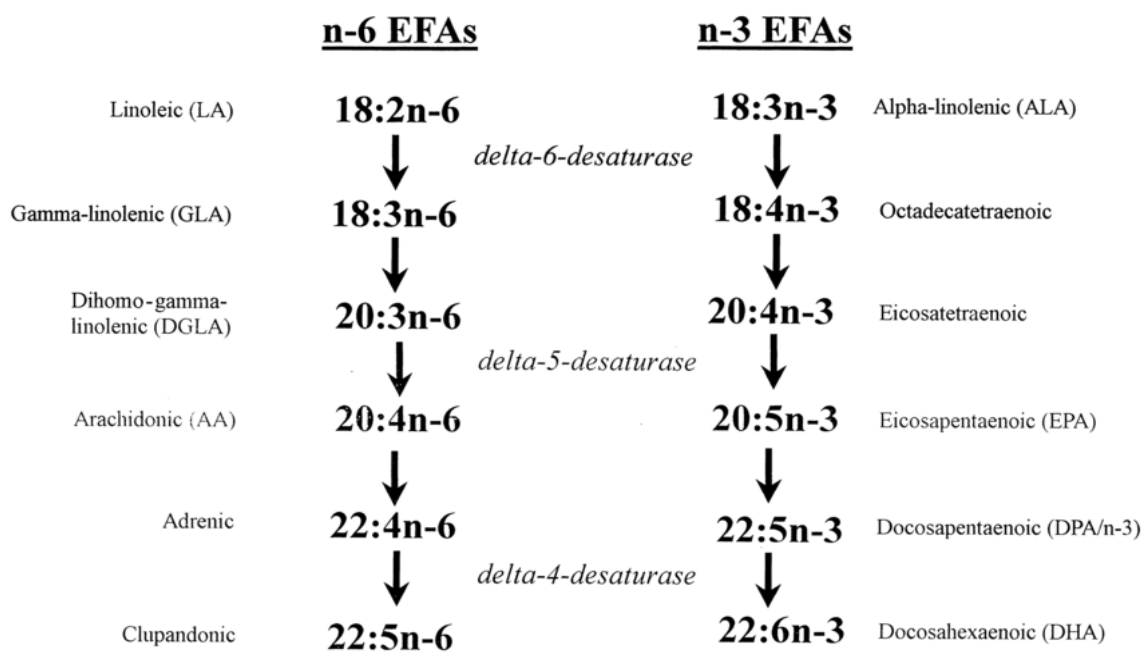 n-6 EFAs n-3 EFAs
Linoleic (LA) 18:2n-6 18:3n-3 Alpha-linolenic (ALA)
delta-6-desaturase
Gamma-linolenic (GLA) 18:3n-6 18:4n-3 Octadecatetraenoic
Dihomo-gamma-
linolenic (DGLA) 20:3n-6 20:4n-3 Eicosatetraenoic
delta-5-desaturase
Arachidonic (AA) 20:4n-6 20:5n-3 Eicosapentaenoic (EPA)
Adrenic 22:4n-6 22:5n-3 Docosapentaenoic (DPA/n-3)
delta-4-desaturase
Clupandonic 22:5n-6 22:6n-3 Docosahexaenoic (DHA)